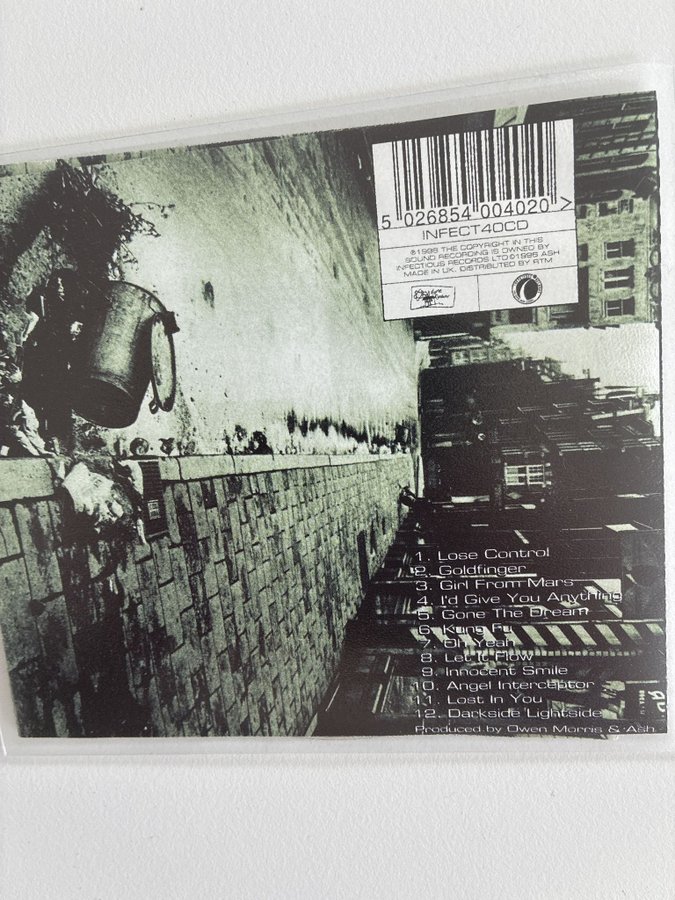 5 026854 004020 >
INFECT40CD
℗1996 THE COPYRIGHT IN THIS
SOUND RECORDING IS OWNED BY
INFECTIOUS RECORDS LTD ©1996 ASH
MADE IN UK. DISTRIBUTED BY RTM
1. Lose Control
2. Goldfinger
3. Girl From Mars
4. I'd Give You Anything
5. Gone The Dream
6. Kung Fu
7. Oh Yeah
8. Let It Flow
9. Innocent Smile
10. Angel Interceptor
11. Lost In You
12. Darkside Lightside
Produced by Owen Morris & Ash